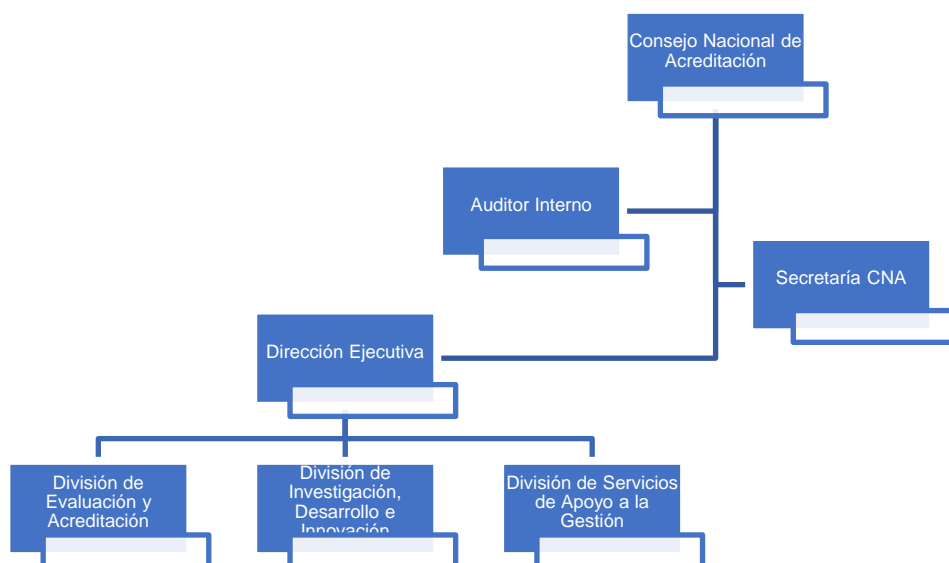 Consejo Nacional de
Acreditación
Auditor Interno
Secretaría CNA
Dirección Ejecutiva
División de
Evaluación y
Acreditación
División de
Investigación,
Desarrollo e
Innovación
División de Servicios
de Apoyo a la
Gestión